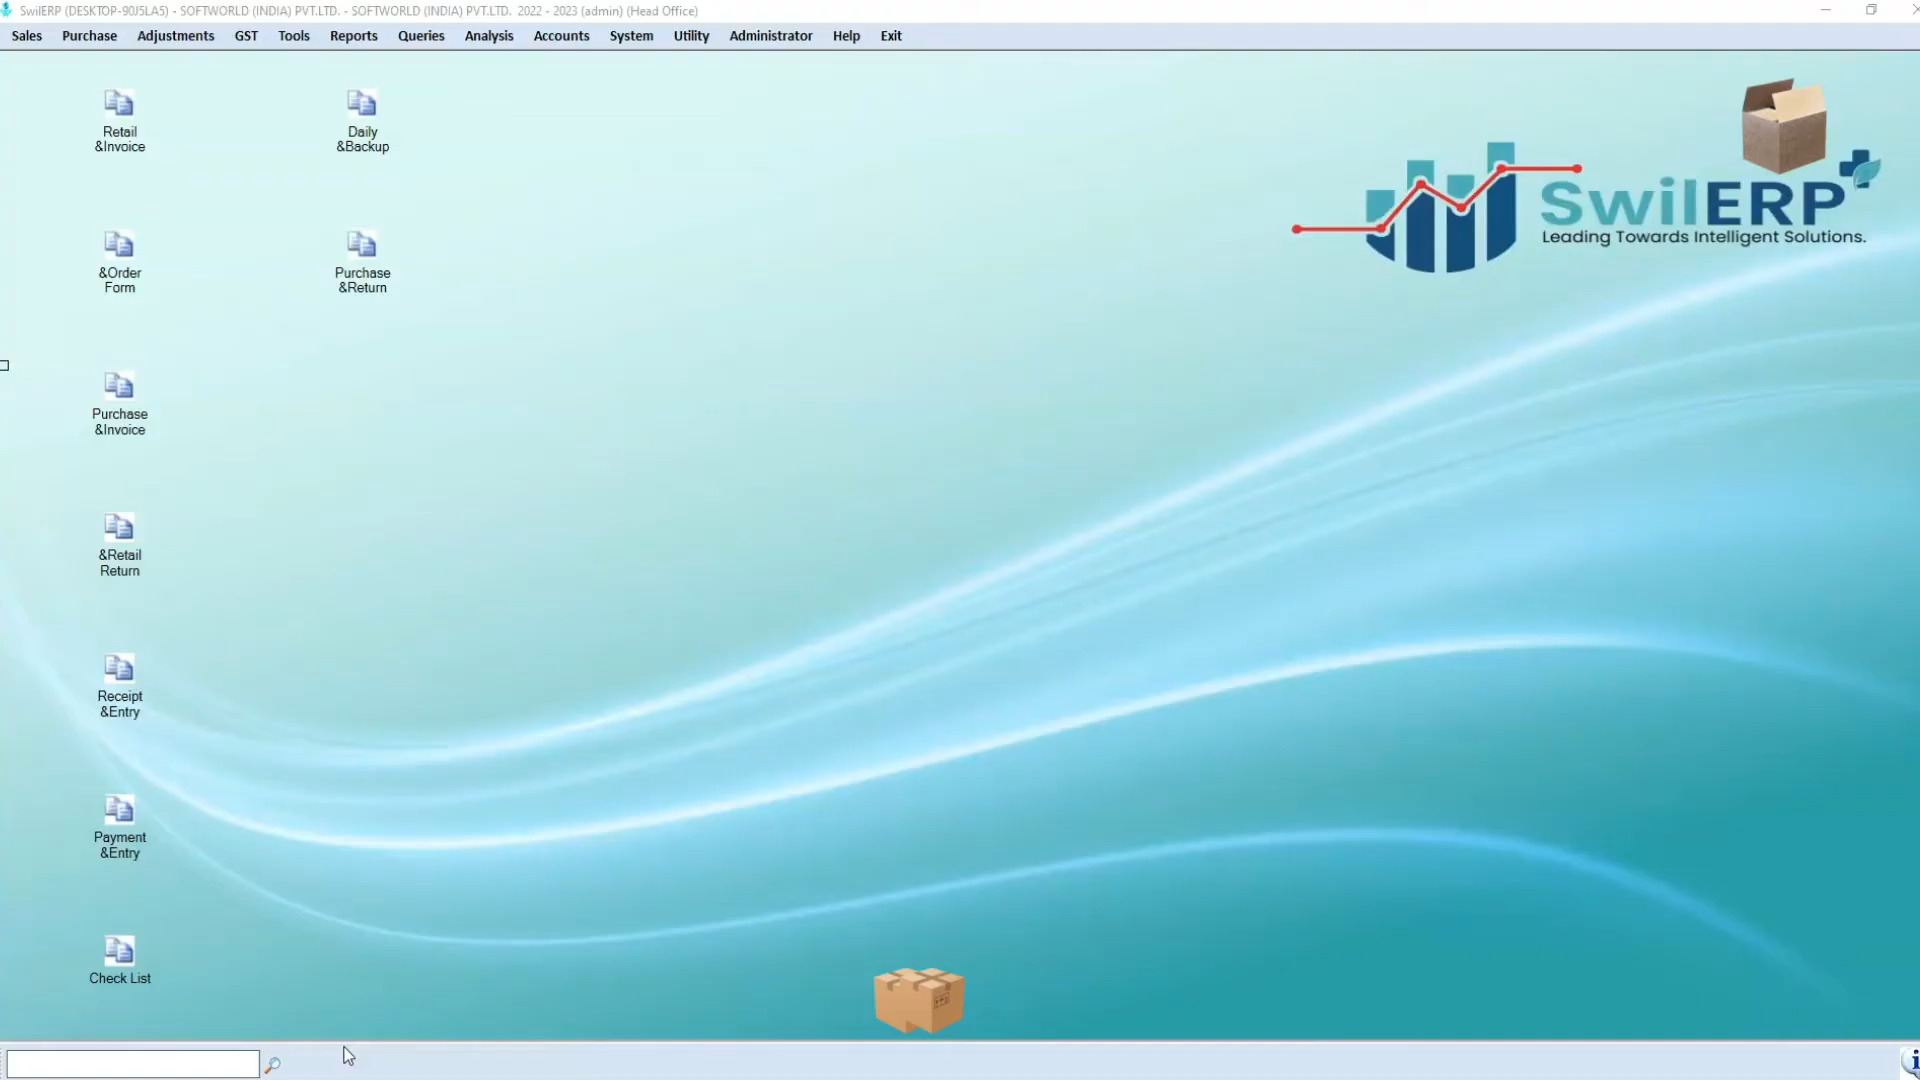 SwilERP (DESKTOP-90J5LA5) - SOFTWORLD (INDIA) PVT.LTD. - SOFTWORLD (INDIA) PVT.LTD. 2022 - 2023 (admin) (Head Office)
Sales Purchase Adjustments GST Tools Reports Queries Analysis Accounts System Utility Administrator Help Exit
Retail
&Invoice
Daily
&Backup
SwilERP
Leading Towards Intelligent Solutions.
&Order
Form
Purchase
&Return
Purchase
&Invoice
&Retail
Return
Receipt
&Entry
Payment
&Entry
Check List